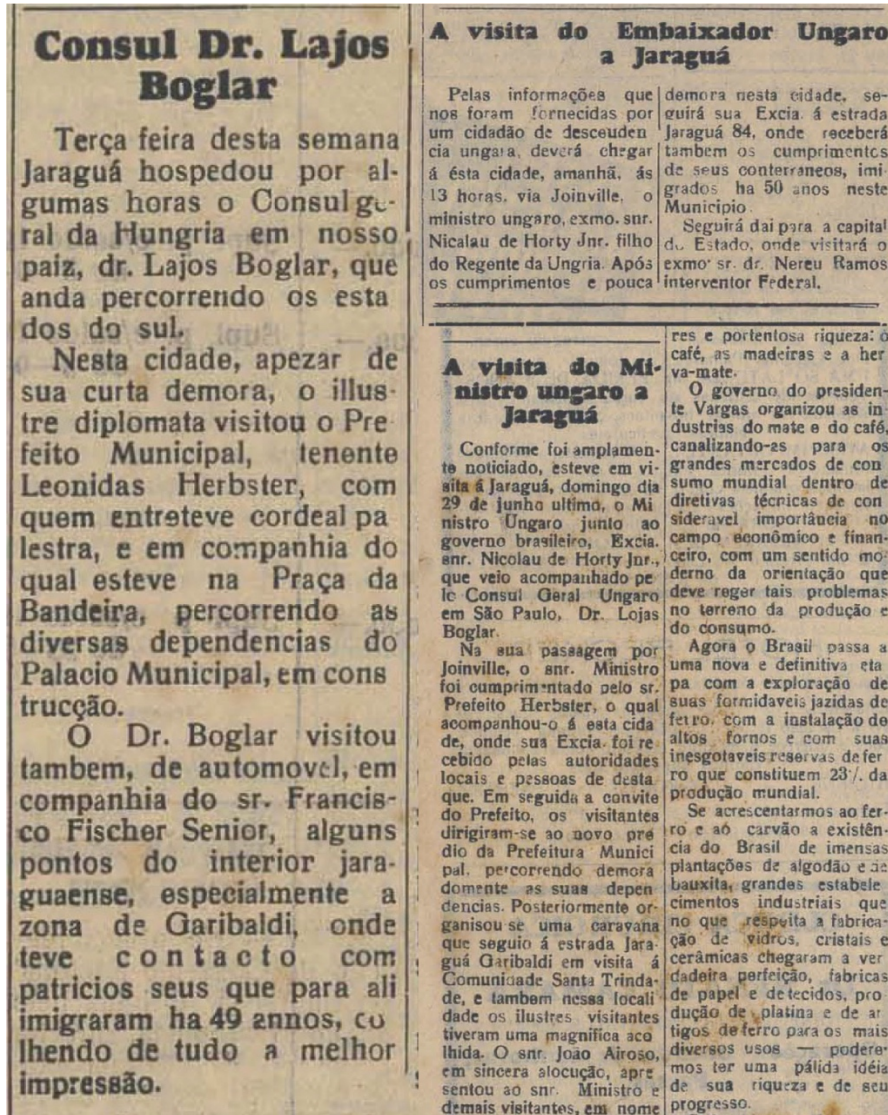 Consul Dr. Lajos
Boglar
Terça feira desta semana
Jaraguá hospedou por al-
gumas horas o Consul ge-
ral da Hungria em nosso
paiz, dr. Lajos Boglar, que
anda percorrendo os esta
dos do sul.
Nesta cidade, apezar de
sua curta demora, o illus-
tre diplomata visitou o Pre
feito Municipal, tenente
Leonidas Herbster, com
quem entreteve cordeal pa
lestra, e em companhia do
qual esteve na Praça da
Bandeira, percorrendo as
diversas dependencias do
Palacio Municipal, em cons
trucção.
O Dr. Boglar visitou
tambem, de automovel, em
companhia do sr. Francis-
co Fischer Senior, alguns
pontos do interior jara-
guaense, especialmente a
zona de Garibaldi, onde
teve contacto com
patricios seus que para ali
imigraram ha 49 annos, co
lhendo de tudo a melhor
impressão.
A visita do Embaixador Ungaro
a Jaraguá
Pelas informações que
nos foram fornecidas por
um cidadão de descenden
cia ungara, deverá chegar
á ésta cidade, amanhã, ás
13 horas, via Joinville, o
ministro ungaro, exmo. snr.
Nicalau de Horty Jnr. filho
do Regente da Ungria. Após
os cumprimentos e pouca
demora nesta cidade, se-
guirá sua Excia. á estrada
Jaraguá 84, onde receberá
tambem os cumprimentos
de seus conterraneos, imi-
grados ha 50 anos neste
Municipio.
Seguirá dai para a capital
do Estado, onde visitará o
exmo. sr. dr. Nereu Ramos
interventor Federal.
A visita do Mi-
nistro ungaro a
Jaraguá
Conforme foi amplamen-
te noticiado, esteve em vi-
sita á Jaraguá, domingo dia
29 de junho ultimo, o Mi
nistro Ungaro junto ao
governo brasileiro, Excia.
snr. Nicolau de Horty Jnr.,
que veio acompanhado pe
lo Consul Geral Ungaro
em São Paulo, Dr. Lojas
Boglar.
Na sua passagem por
Joinville, o snr. Ministro
foi cumprimentado pelo sr.
Prefeito Herbster, o qual
acompanhou-o á esta cida
de, onde sua Excia. foi re
cebido pelas autoridades
locais e pessoas de desta
que. Em seguida a convite
do Prefeito, os visitantes
dirigiram-se ao novo pré
dio da Prefeitura Munici
pal, percorrendo demora
domente as suas depen
dencias. Posteriormente or-
ganisou-se uma caravana
que seguio á estrada Jara-
guá Garibaldi em visita á
Comunidade Santa Trinda-
de, e tambem nessa locali
dade os ilustres visitantes
tiveram uma magnifica aco
lhida. O snr. João Airoso,
em sincera alocução, apre
sentou ao snr. Ministro e
demais visitantes, em nome
res e portentosa riqueza: o
café, as madeiras e a her
va-mate.
O governo do presiden-
te Vargas organizou as in
dustrias do mate e do café,
canalizando-as para os
grandes mercados de con
sumo mundial dentro de
diretivas técnicas de con
sideravel importância no
campo econômico e finan-
ceiro, com um sentido mo-
derno da orientação que
deve reger tais problemas
no terreno da produção e
do consumo.
Agora o Brasil passa a
uma nova e definitiva eta
pa com a exploração de
suas formidaveis jazidas de
ferro, com a instalação de
altos fornos e com suas
inesgotaveis reservas de fer
ro que constituem 23% da
produção mundial.
Se acrescentarmos ao fer-
ro e aó carvão a existên-
cia do Brasil de imensas
plantações de algodão e de
bauxita, grandes estabele
cimentos industriais que
no que respeita a fabrica-
ção de vidros, cristais e
cerâmicas chegaram a ver
dadeira perfeição, fabricas
de papel e de tecidos, pro
dução de platina e de ar
tigos de ferro para os mais
diversos usos — podere-
mos ter uma pálida idéia
de sua riqueza e de seu
progresso.